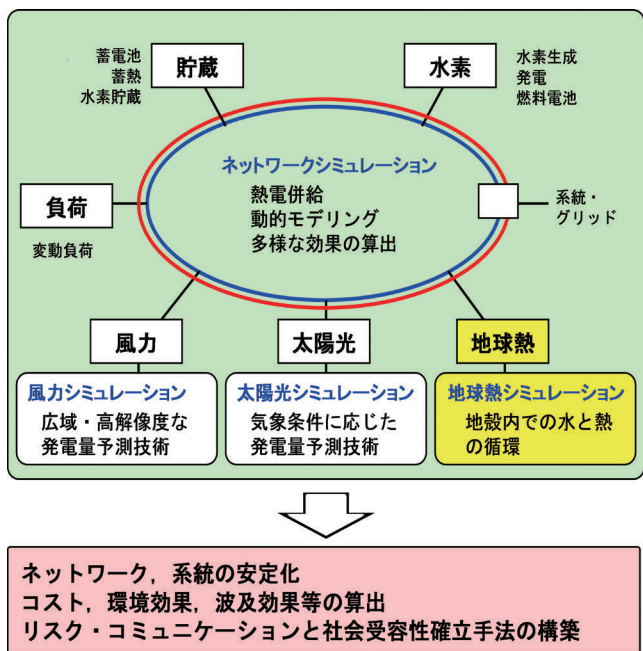 蓄電池
蓄熱
水素貯蔵
貯蔵
水素
水素生成
発電
燃料電池
ネットワークシミュレーション
熱電併給
動的モデリング
多様な効果の算出
負荷
変動負荷
系統・
グリッド
風力
太陽光
地球熱
風力シミュレーション
広域・高解像度な
発電量予測技術
太陽光シミュレーション
気象条件に応じた
発電量予測技術
地球熱シミュレーション
地殻内での水と熱
の循環
ネットワーク,系統の安定化
コスト,環境効果,波及効果等の算出
リスク・コミュニケーションと社会受容性確立手法の構築